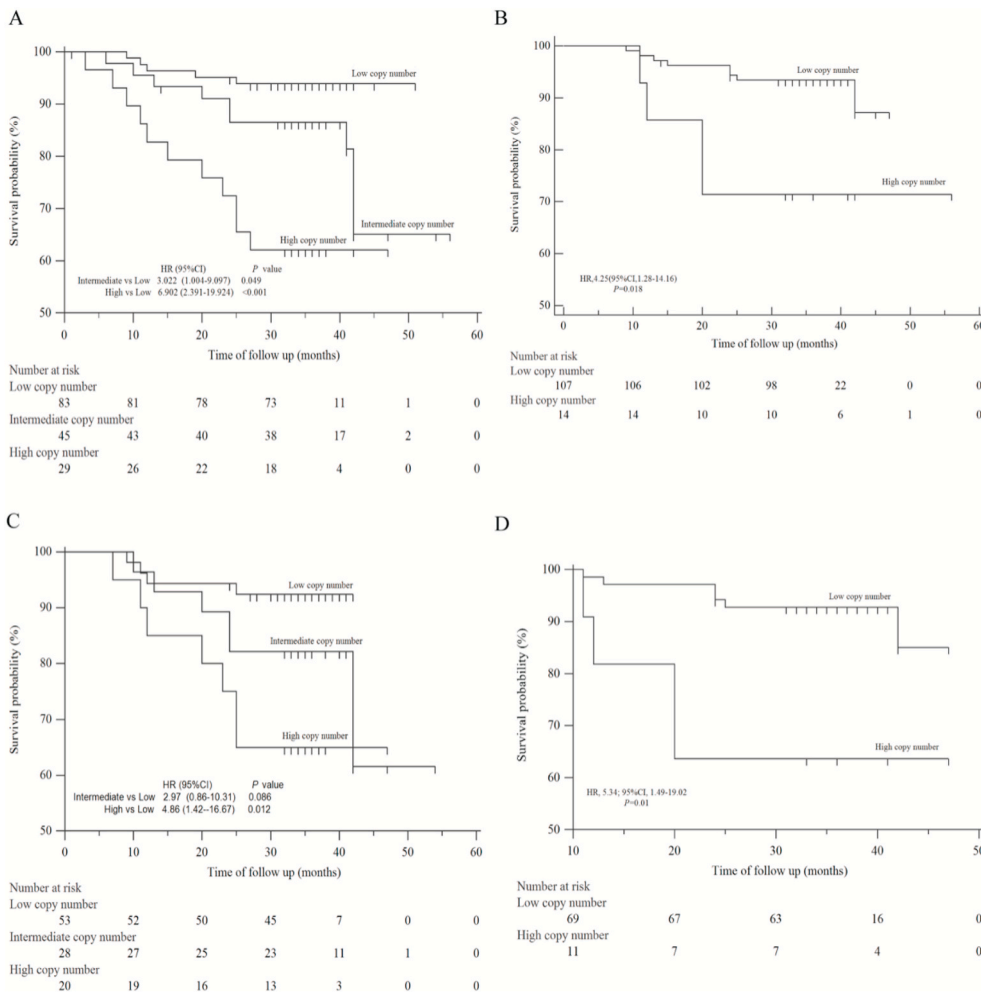 A
100
90
80
70
60
50
Survival probability (%)
Low copy number
Intermediate copy number
High copy number
HR (95%CI) P value
Intermediate vs Low 3.022 (1.004-9.097) 0.049
High vs Low 6.902 (2.391-19.924) <0.001
0 10 20 30 40 50 60
Time of follow up (months)
Number at risk
Low copy number
83 81 78 73 11 1 0
Intermediate copy number
45 43 40 38 17 2 0
High copy number
29 26 22 18 4 0 0
B
100
90
80
70
60
50
Survival probability (%)
Low copy number
High copy number
HR,4.25(95%CI,1.28-14.16)
P=0.018
0 10 20 30 40 50 60
Time of follow up (months)
Number at risk
Low copy number
107 106 102 98 22 0 0
High copy number
14 14 10 10 6 1 0
C
100
90
80
70
60
50
Survival probability (%)
Low copy number
Intermediate copy number
High copy number
HR (95%CI) P value
Intermediate vs Low 2.97 (0.86-10.31) 0.086
High vs Low 4.86 (1.42--16.67) 0.012
0 10 20 30 40 50 60
Time of follow up (months)
Number at risk
Low copy number
53 52 50 45 7 0 0
Intermediate copy number
28 27 25 23 11 1 0
High copy number
20 19 16 13 3 0 0
D
100
90
80
70
60
50
Survival probability (%)
Low copy number
High copy number
HR, 5.34; 95%CI, 1.49-19.02
P=0.01
10 20 30 40 50
Time of follow up (months)
Number at risk
Low copy number
69 67 63 16 0
High copy number
11 7 7 4 0